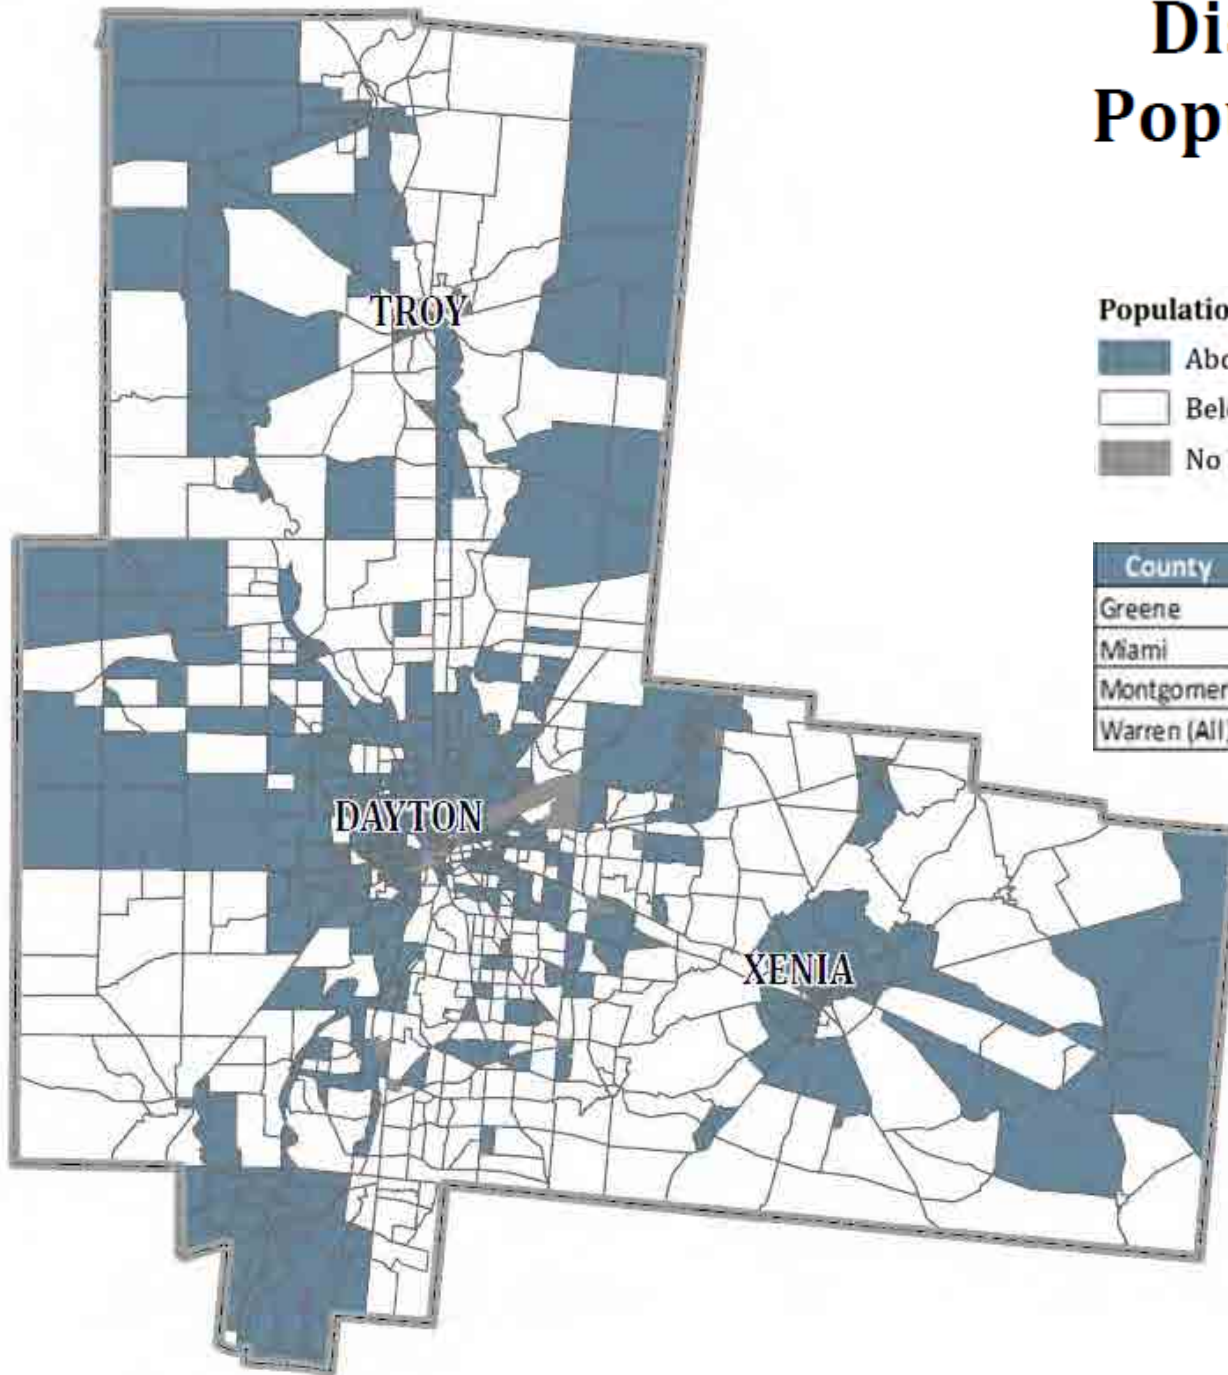 Di
Pop
TROY
Populatio
Abo
Bel
No
County
Greene
Miami
Montgomer
Warren (All
DAYTON
XENIA